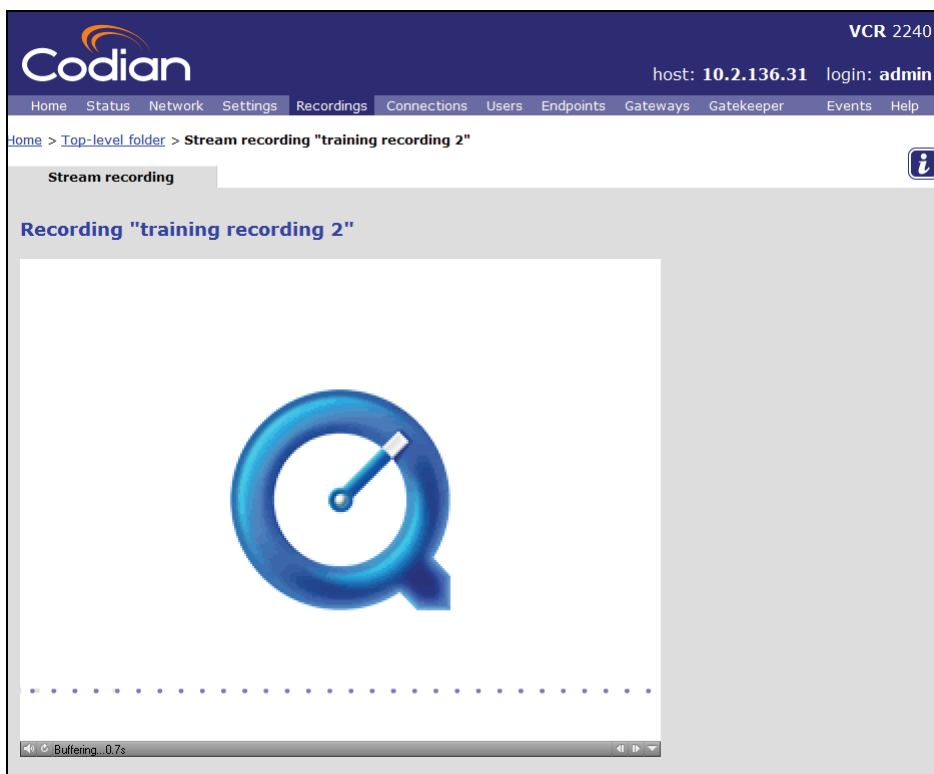 VCR 2240
Codian
host: 10.2.136.31 login: admin
Home Status Network Settings Recordings Connections Users Endpoints Gateways Gatekeeper Events Help
Home > Top-level folder > Stream recording "training recording 2"
i
Stream recording
Recording "training recording 2"
Buffering...0.7s